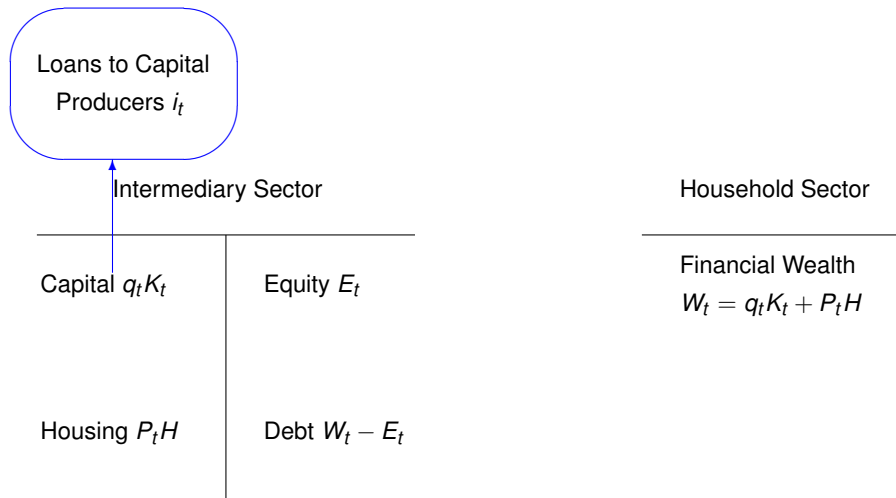 Loans to Capital
Producers i_t
Intermediary Sector
Household Sector
Capital q_tK_t
Equity E_t
Financial Wealth
W_t = q_tK_t + P_tH
Housing P_tH
Debt W_t − E_t